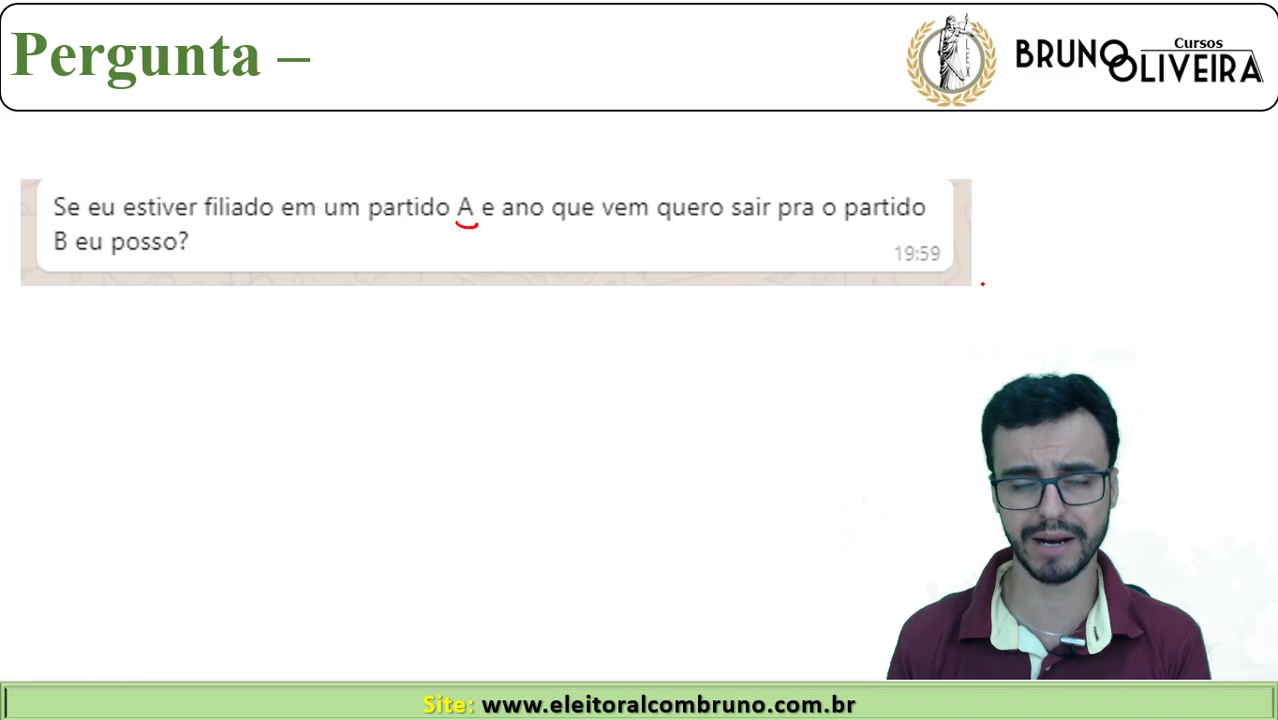 Pergunta –
LEX
Cursos
BRUNO
OLIVEIRA
Se eu estiver filiado em um partido A e ano que vem quero sair pra o partido
B eu posso?
19:59
Site: www.eleitoralcombruno.com.br